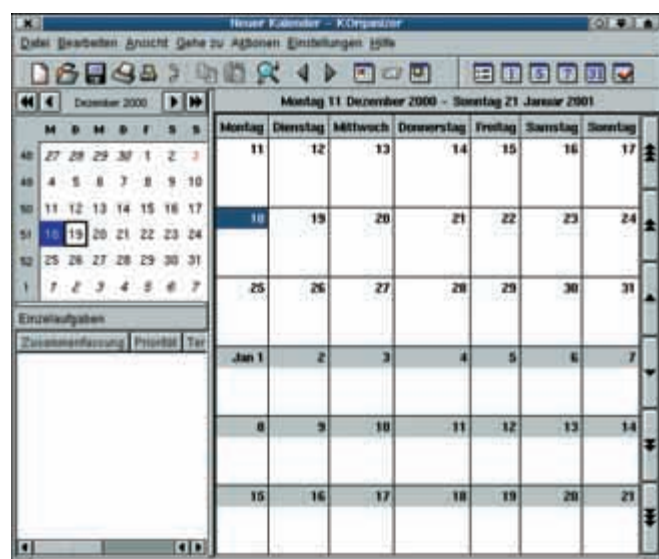 Neuer Kalender - KOrganizer
Datei Bearbeiten Ansicht Gehe zu Aktionen Einstellungen Hilfe
1 5 7 31
Dezember 2000
Montag 11 Dezember 2000 - Sonntag 21 Januar 2001
M D M D F S S
48 27 28 29 30 1 2 3
49 4 5 6 7 8 9 10
50 11 12 13 14 15 16 17
51 18 19 20 21 22 23 24
52 25 26 27 28 29 30 31
1 1 2 3 4 5 6 7
Einzelaufgaben
Zusammenfassung Priorität Ter
Montag Dienstag Mittwoch Donnerstag Freitag Samstag Sonntag
11 12 13 14 15 16 17
18 19 20 21 22 23 24
25 26 27 28 29 30 31
Jan 1 2 3 4 5 6 7
8 9 10 11 12 13 14
15 16 17 18 19 20 21